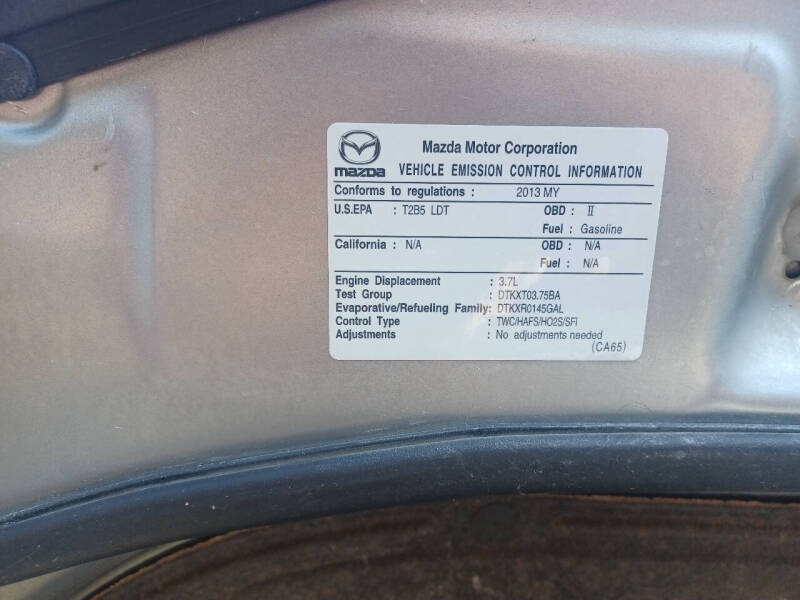 Mazda Motor Corporation
mazda VEHICLE EMISSION CONTROL INFORMATION
Conforms to regulations : 2013 MY
U.S.EPA : T2B5 LDT OBD : II
Fuel : Gasoline
California : N/A OBD : N/A
Fuel : N/A
Engine Displacement : 3.7L
Test Group : DTKXT03.75BA
Evaporative/Refueling Family: DTKXR0145GAL
Control Type : TWC/HAFS/HO2S/SFI
Adjustments : No adjustments needed
(CA65)